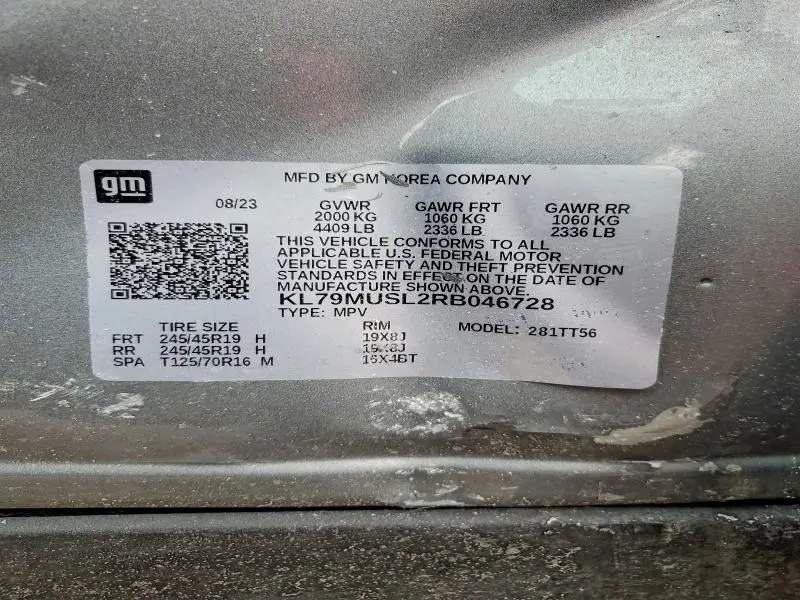 gm
MFD BY GM KOREA COMPANY
08/23
GVWR GAWR FRT GAWR RR
2000 KG 1060 KG 1060 KG
4409 LB 2336 LB 2336 LB
THIS VEHICLE CONFORMS TO ALL
APPLICABLE U.S. FEDERAL MOTOR
VEHICLE SAFETY AND THEFT PREVENTION
STANDARDS IN EFFECT ON THE DATE OF
MANUFACTURE SHOWN ABOVE.
KL79MUSL2RB046728
TYPE: MPV
MODEL: 281TT56
TIRE SIZE RIM
FRT 245/45R19 H 19X8J
RR 245/45R19 H 19X8J
SPA T125/70R16 M 16X4BT